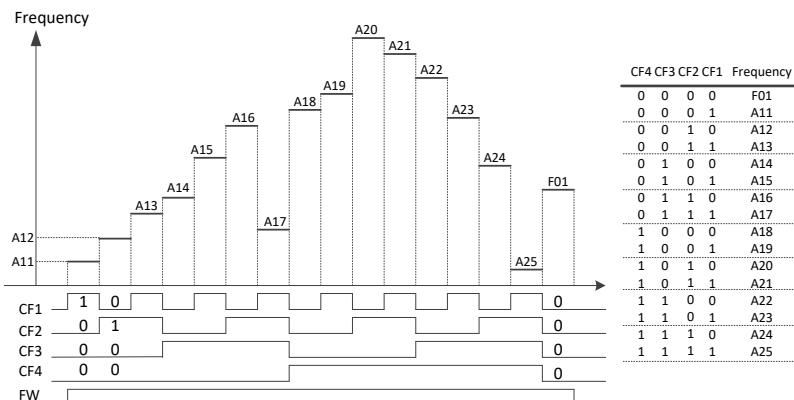 Frequency
A20
A21
A22
A19
A18
A23
A16
A15
A24
A14
F01
A13
A17
A12
A11
A25
CF1 1 0 0
CF2 0 1 0
CF3 0 0 0
CF4 0 0 0
FW
CF4 CF3 CF2 CF1 Frequency
0 0 0 0 F01
0 0 0 1 A11
0 0 1 0 A12
0 0 1 1 A13
0 1 0 0 A14
0 1 0 1 A15
0 1 1 0 A16
0 1 1 1 A17
1 0 0 0 A18
1 0 0 1 A19
1 0 1 0 A20
1 0 1 1 A21
1 1 0 0 A22
1 1 0 1 A23
1 1 1 0 A24
1 1 1 1 A25